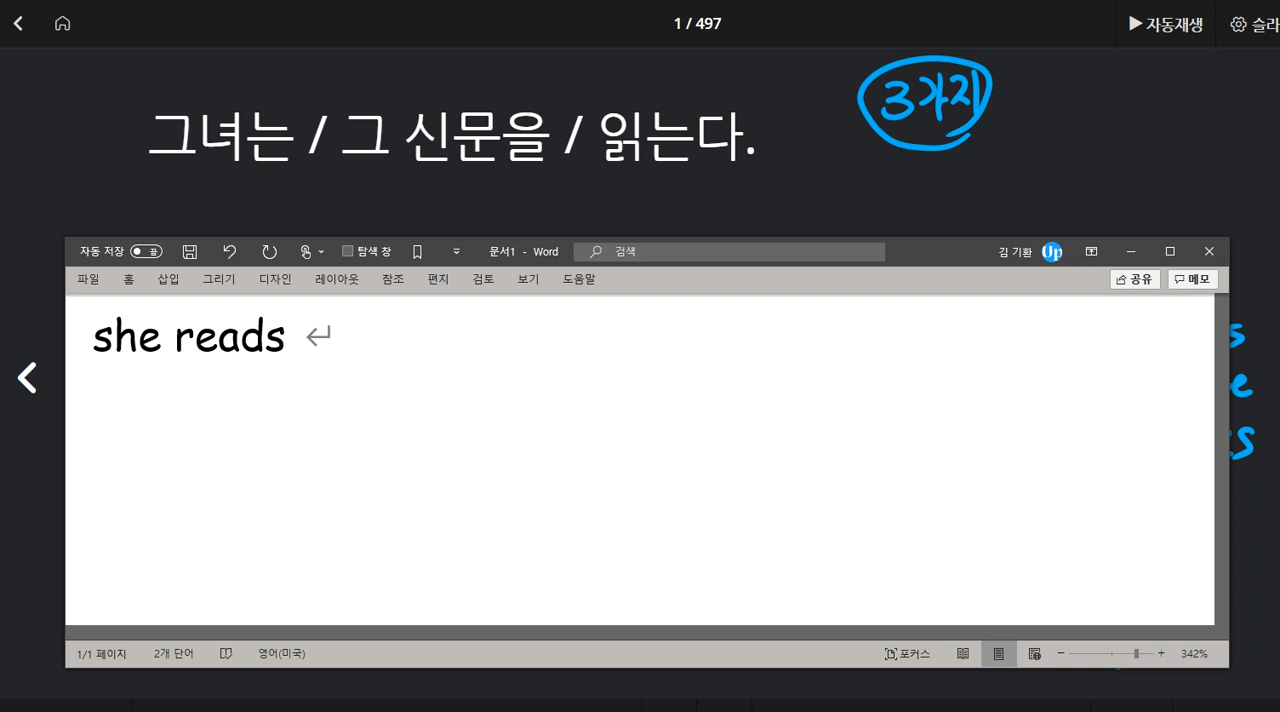 1 / 497
자동재생
슬라
그녀는 / 그 신문을 / 읽는다.
3가지
자동 저장 끔 탐색 창 문서1 - Word 검색 김 기환 Up
파일 홈 삽입 그리기 디자인 레이아웃 참조 편지 검토 보기 도움말 공유 메모
she reads
s
e
s
1/1 페이지 2개 단어 영어(미국) 포커스 342%